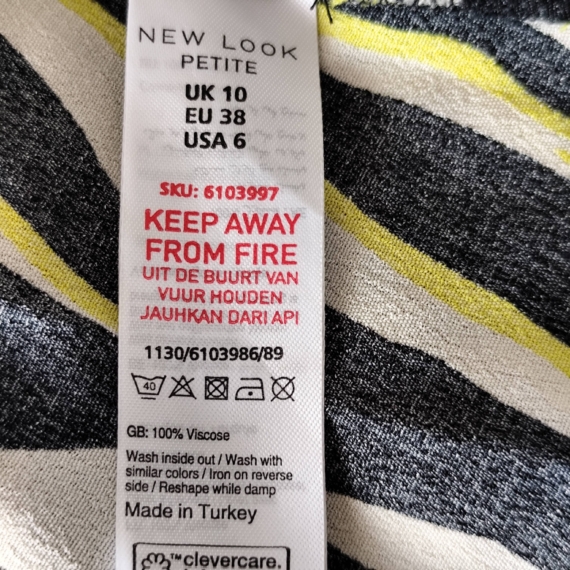 NEW LOOK
PETITE
UK 10
EU 38
USA 6
SKU: 6103997
KEEP AWAY
FROM FIRE
UIT DE BUURT VAN
VUUR HOUDEN
JAUHKAN DARI API
1130/6103986/89
40
GB: 100% Viscose
Wash inside out / Wash with
similar colors / Iron on reverse
side / Reshape while damp
Made in Turkey
™clevercare.